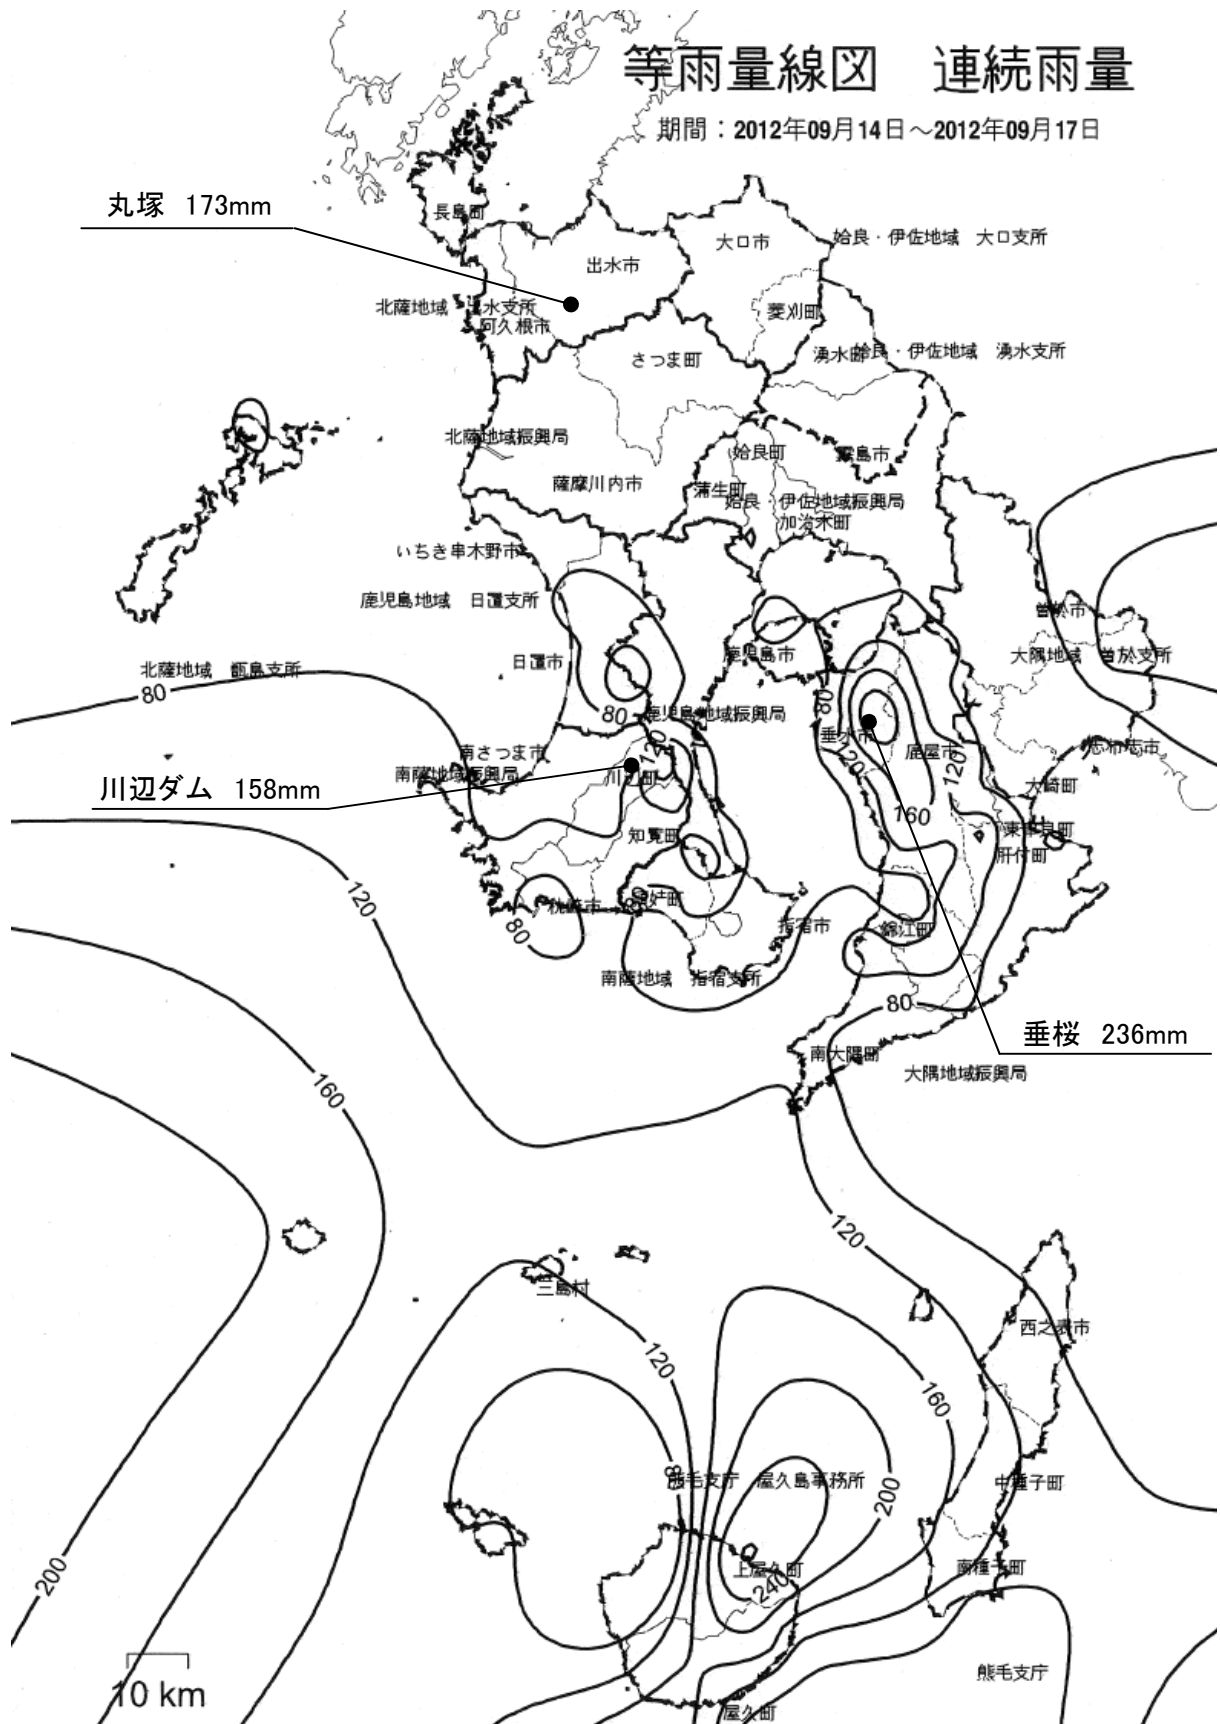 等雨量線図　連続雨量
期間：2012年09月14日～2012年09月17日
丸塚 173mm
長島町
大口市
姶良・伊佐地域 大口支所
出水市
北薩地域 出水支所
阿久根市
菱刈町
さつま町
湧水町
姶良・伊佐地域 湧水支所
北薩地域振興局
姶良町
霧島市
薩摩川内市
蒲生町
姶良・伊佐地域振興局
加治木町
いちき串木野市
鹿児島地域 日置支所
曽於市
日置市
鹿児島市
大隅地域 曽於支所
北薩地域 甑島支所
80
80
80
鹿児島地域振興局
120
垂水市
鹿屋市
志布志市
南さつま市
南薩地域振興局
川辺町
120
120
大崎町
川辺ダム 158mm
160
知覧町
東串良町
肝付町
120
枕崎市
80
頴娃町
80
指宿市
錦江町
南薩地域 指宿支所
80
垂桜 236mm
南大隅町
大隅地域振興局
160
120
三島村
西之表市
120
160
熊毛支庁 屋久島事務所
200
中種子町
上屋久町
240
南種子町
200
熊毛支庁
10 km
屋久町